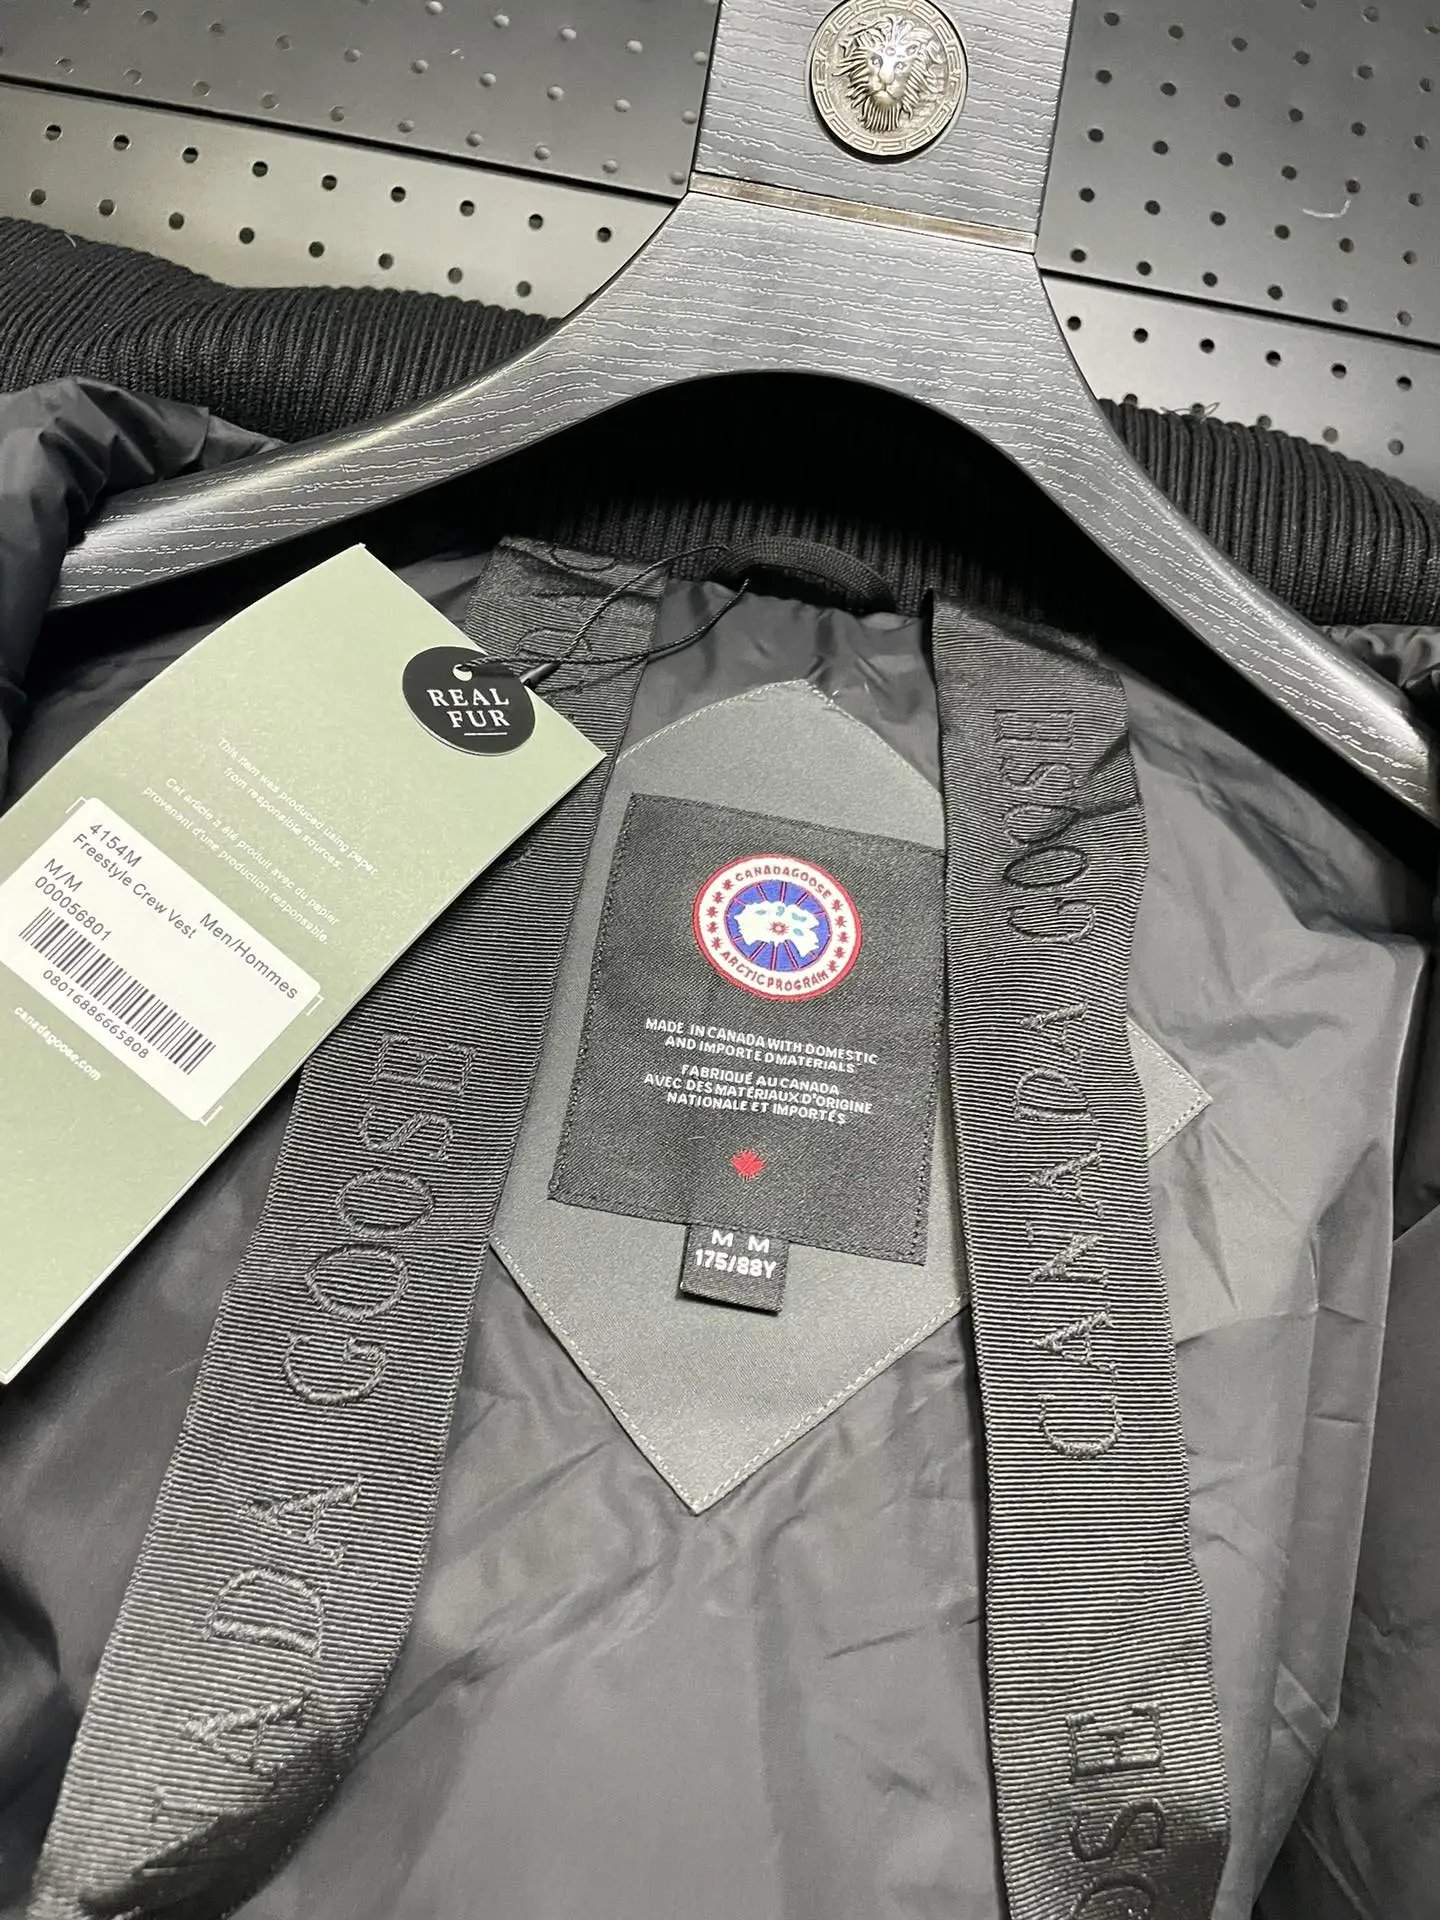 REAL
FUR
This item was produced using paper
from responsible sources.
Cet article a été produit avec du papier
provenant d'une production responsable.
4154M Men/Hommes
Freestyle Crew Vest
M/M
000056801
08016886665808
canadagoose.com
CANADA GOOSE
ARCTIC PROGRAM
MADE IN CANADA WITH DOMESTIC
AND IMPORTED MATERIALS
FABRIQUÉ AU CANADA
AVEC DES MATÉRIAUX D'ORIGINE
NATIONALE ET IMPORTÉS
M M
175/88Y
ADA GOOSE
CANADA GOOSE
OSE